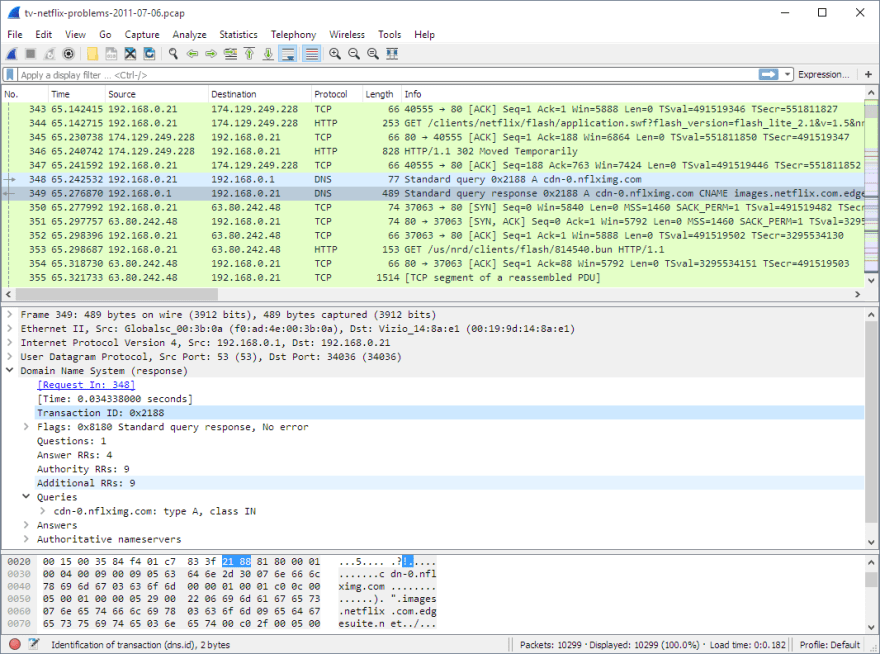 tv-netflix-problems-2011-07-06.pcap
File Edit View Go Capture Analyze Statistics Telephony Wireless Tools Help
Apply a display filter ... <Ctrl-/> Expression... +
No. Time Source Destination Protocol Length Info
343 65.142415 192.168.0.21 174.129.249.228 TCP 66 40555 → 80 [ACK] Seq=1 Ack=1 Win=5888 Len=0 TSval=491519346 TSecr=551811827
344 65.142715 192.168.0.21 174.129.249.228 HTTP 253 GET /clients/netflix/flash/application.swf?flash_version=flash_lite_2.1&v=1.5&nr
345 65.230738 174.129.249.228 192.168.0.21 TCP 66 80 → 40555 [ACK] Seq=1 Ack=188 Win=6864 Len=0 TSval=551811850 TSecr=491519347
346 65.240742 174.129.249.228 192.168.0.21 HTTP 828 HTTP/1.1 302 Moved Temporarily
347 65.241592 192.168.0.21 174.129.249.228 TCP 66 40555 → 80 [ACK] Seq=188 Ack=763 Win=7424 Len=0 TSval=491519446 TSecr=551811852
348 65.242532 192.168.0.21 192.168.0.1 DNS 77 Standard query 0x2188 A cdn-0.nflximg.com
349 65.276870 192.168.0.1 192.168.0.21 DNS 489 Standard query response 0x2188 A cdn-0.nflximg.com CNAME images.netflix.com.edge
350 65.277992 192.168.0.21 63.80.242.48 TCP 74 37063 → 80 [SYN] Seq=0 Win=5840 Len=0 MSS=1460 SACK_PERM=1 TSval=491519482 TSec
351 65.297757 63.80.242.48 192.168.0.21 TCP 74 80 → 37063 [SYN, ACK] Seq=0 Ack=1 Win=5792 Len=0 MSS=1460 SACK_PERM=1 TSval=3295
352 65.298396 192.168.0.21 63.80.242.48 TCP 66 37063 → 80 [ACK] Seq=1 Ack=1 Win=5888 Len=0 TSval=491519502 TSecr=3295534130
353 65.298687 192.168.0.21 63.80.242.48 HTTP 153 GET /us/nrd/clients/flash/814540.bun HTTP/1.1
354 65.318730 63.80.242.48 192.168.0.21 TCP 66 80 → 37063 [ACK] Seq=1 Ack=88 Win=5792 Len=0 TSval=3295534151 TSecr=491519503
355 65.321733 63.80.242.48 192.168.0.21 TCP 1514 [TCP segment of a reassembled PDU]
Frame 349: 489 bytes on wire (3912 bits), 489 bytes captured (3912 bits)
Ethernet II, Src: Globalsc_00:3b:0a (f0:ad:4e:00:3b:0a), Dst: Vizio_14:8a:e1 (00:19:9d:14:8a:e1)
Internet Protocol Version 4, Src: 192.168.0.1, Dst: 192.168.0.21
User Datagram Protocol, Src Port: 53 (53), Dst Port: 34036 (34036)
Domain Name System (response)
[Request In: 348]
[Time: 0.034338000 seconds]
Transaction ID: 0x2188
Flags: 0x8180 Standard query response, No error
Questions: 1
Answer RRs: 4
Authority RRs: 9
Additional RRs: 9
Queries
cdn-0.nflximg.com: type A, class IN
Answers
Authoritative nameservers
0020 00 15 00 35 84 f4 01 c7 83 3f 21 88 81 80 00 01 ...5.... .?!.....
0030 00 04 00 09 00 09 05 63 64 6e 2d 30 07 6e 66 6c .......c dn-0.nfl
0040 78 69 6d 67 03 63 6f 6d 00 00 01 00 01 c0 0c 00 ximg.com ........
0050 05 00 01 00 00 05 29 00 22 06 69 6d 61 67 65 73 ......). ".images
0060 07 6e 65 74 66 6c 69 78 03 63 6f 6d 09 65 64 67 .netflix .com.edg
0070 65 73 75 69 74 65 03 6e 65 74 00 c0 2f 00 05 00 esuite.n et../...
Identification of transaction (dns.id), 2 bytes Packets: 10299 · Displayed: 10299 (100.0%) · Load time: 0:0.182 Profile: Default